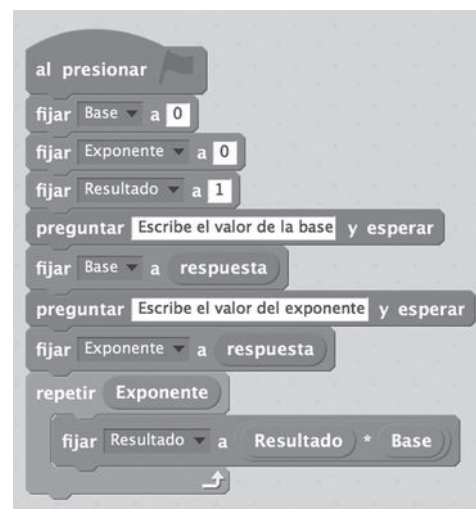 al presionar
fijar Base a 0
fijar Exponente a 0
fijar Resultado a 1
preguntar Escribe el valor de la base y esperar
fijar Base a respuesta
preguntar Escribe el valor del exponente y esperar
fijar Exponente a respuesta
repetir Exponente
fijar Resultado a Resultado * Base